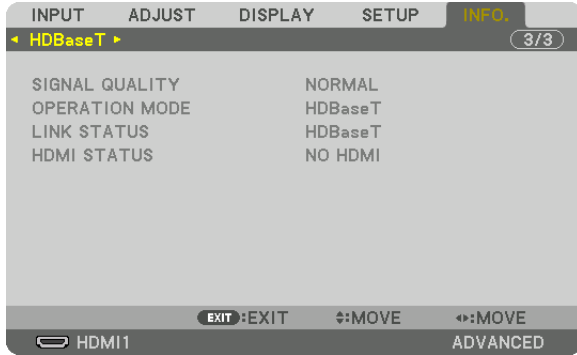 INPUT ADJUST DISPLAY SETUP INFO.
HDBaseT 3/3
SIGNAL QUALITY NORMAL
OPERATION MODE HDBaseT
LINK STATUS HDBaseT
HDMI STATUS NO HDMI
EXIT:EXIT :MOVE :MOVE
HDMI1 ADVANCED